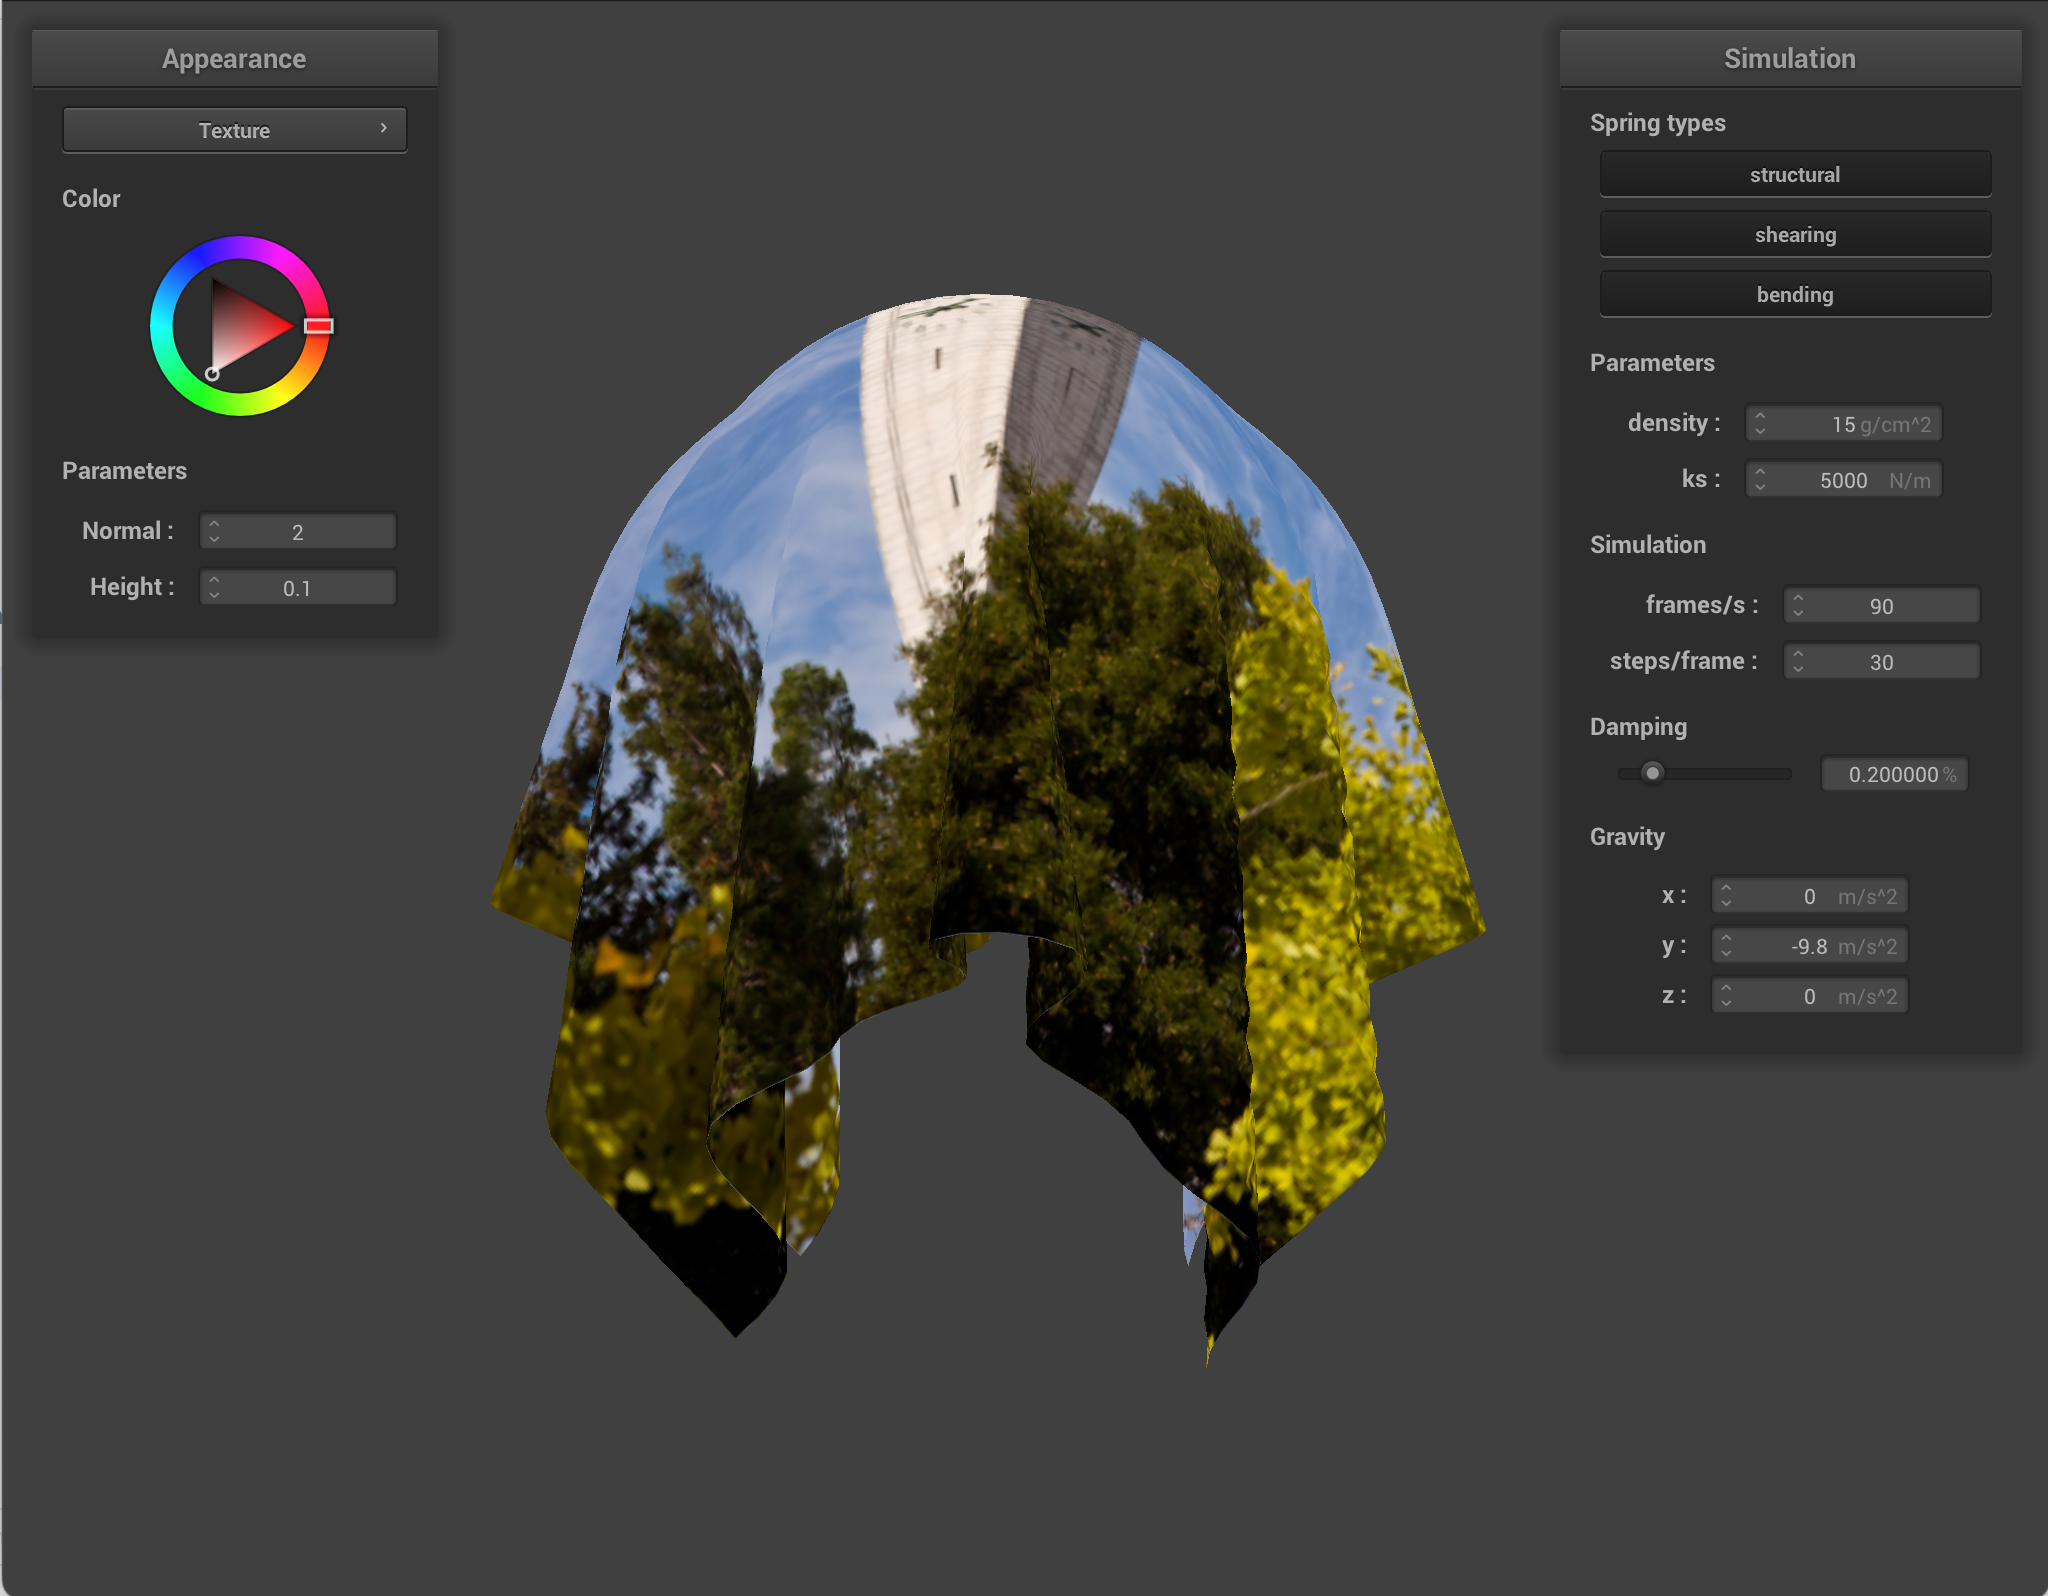 Appearance
Texture
Color
Parameters
Normal : 2
Height : 0.1
Simulation
Spring types
structural
shearing
bending
Parameters
density : 15 g/cm^2
ks : 5000 N/m
Simulation
frames/s : 90
steps/frame : 30
Damping
0.200000 %
Gravity
x : 0 m/s^2
y : -9.8 m/s^2
z : 0 m/s^2